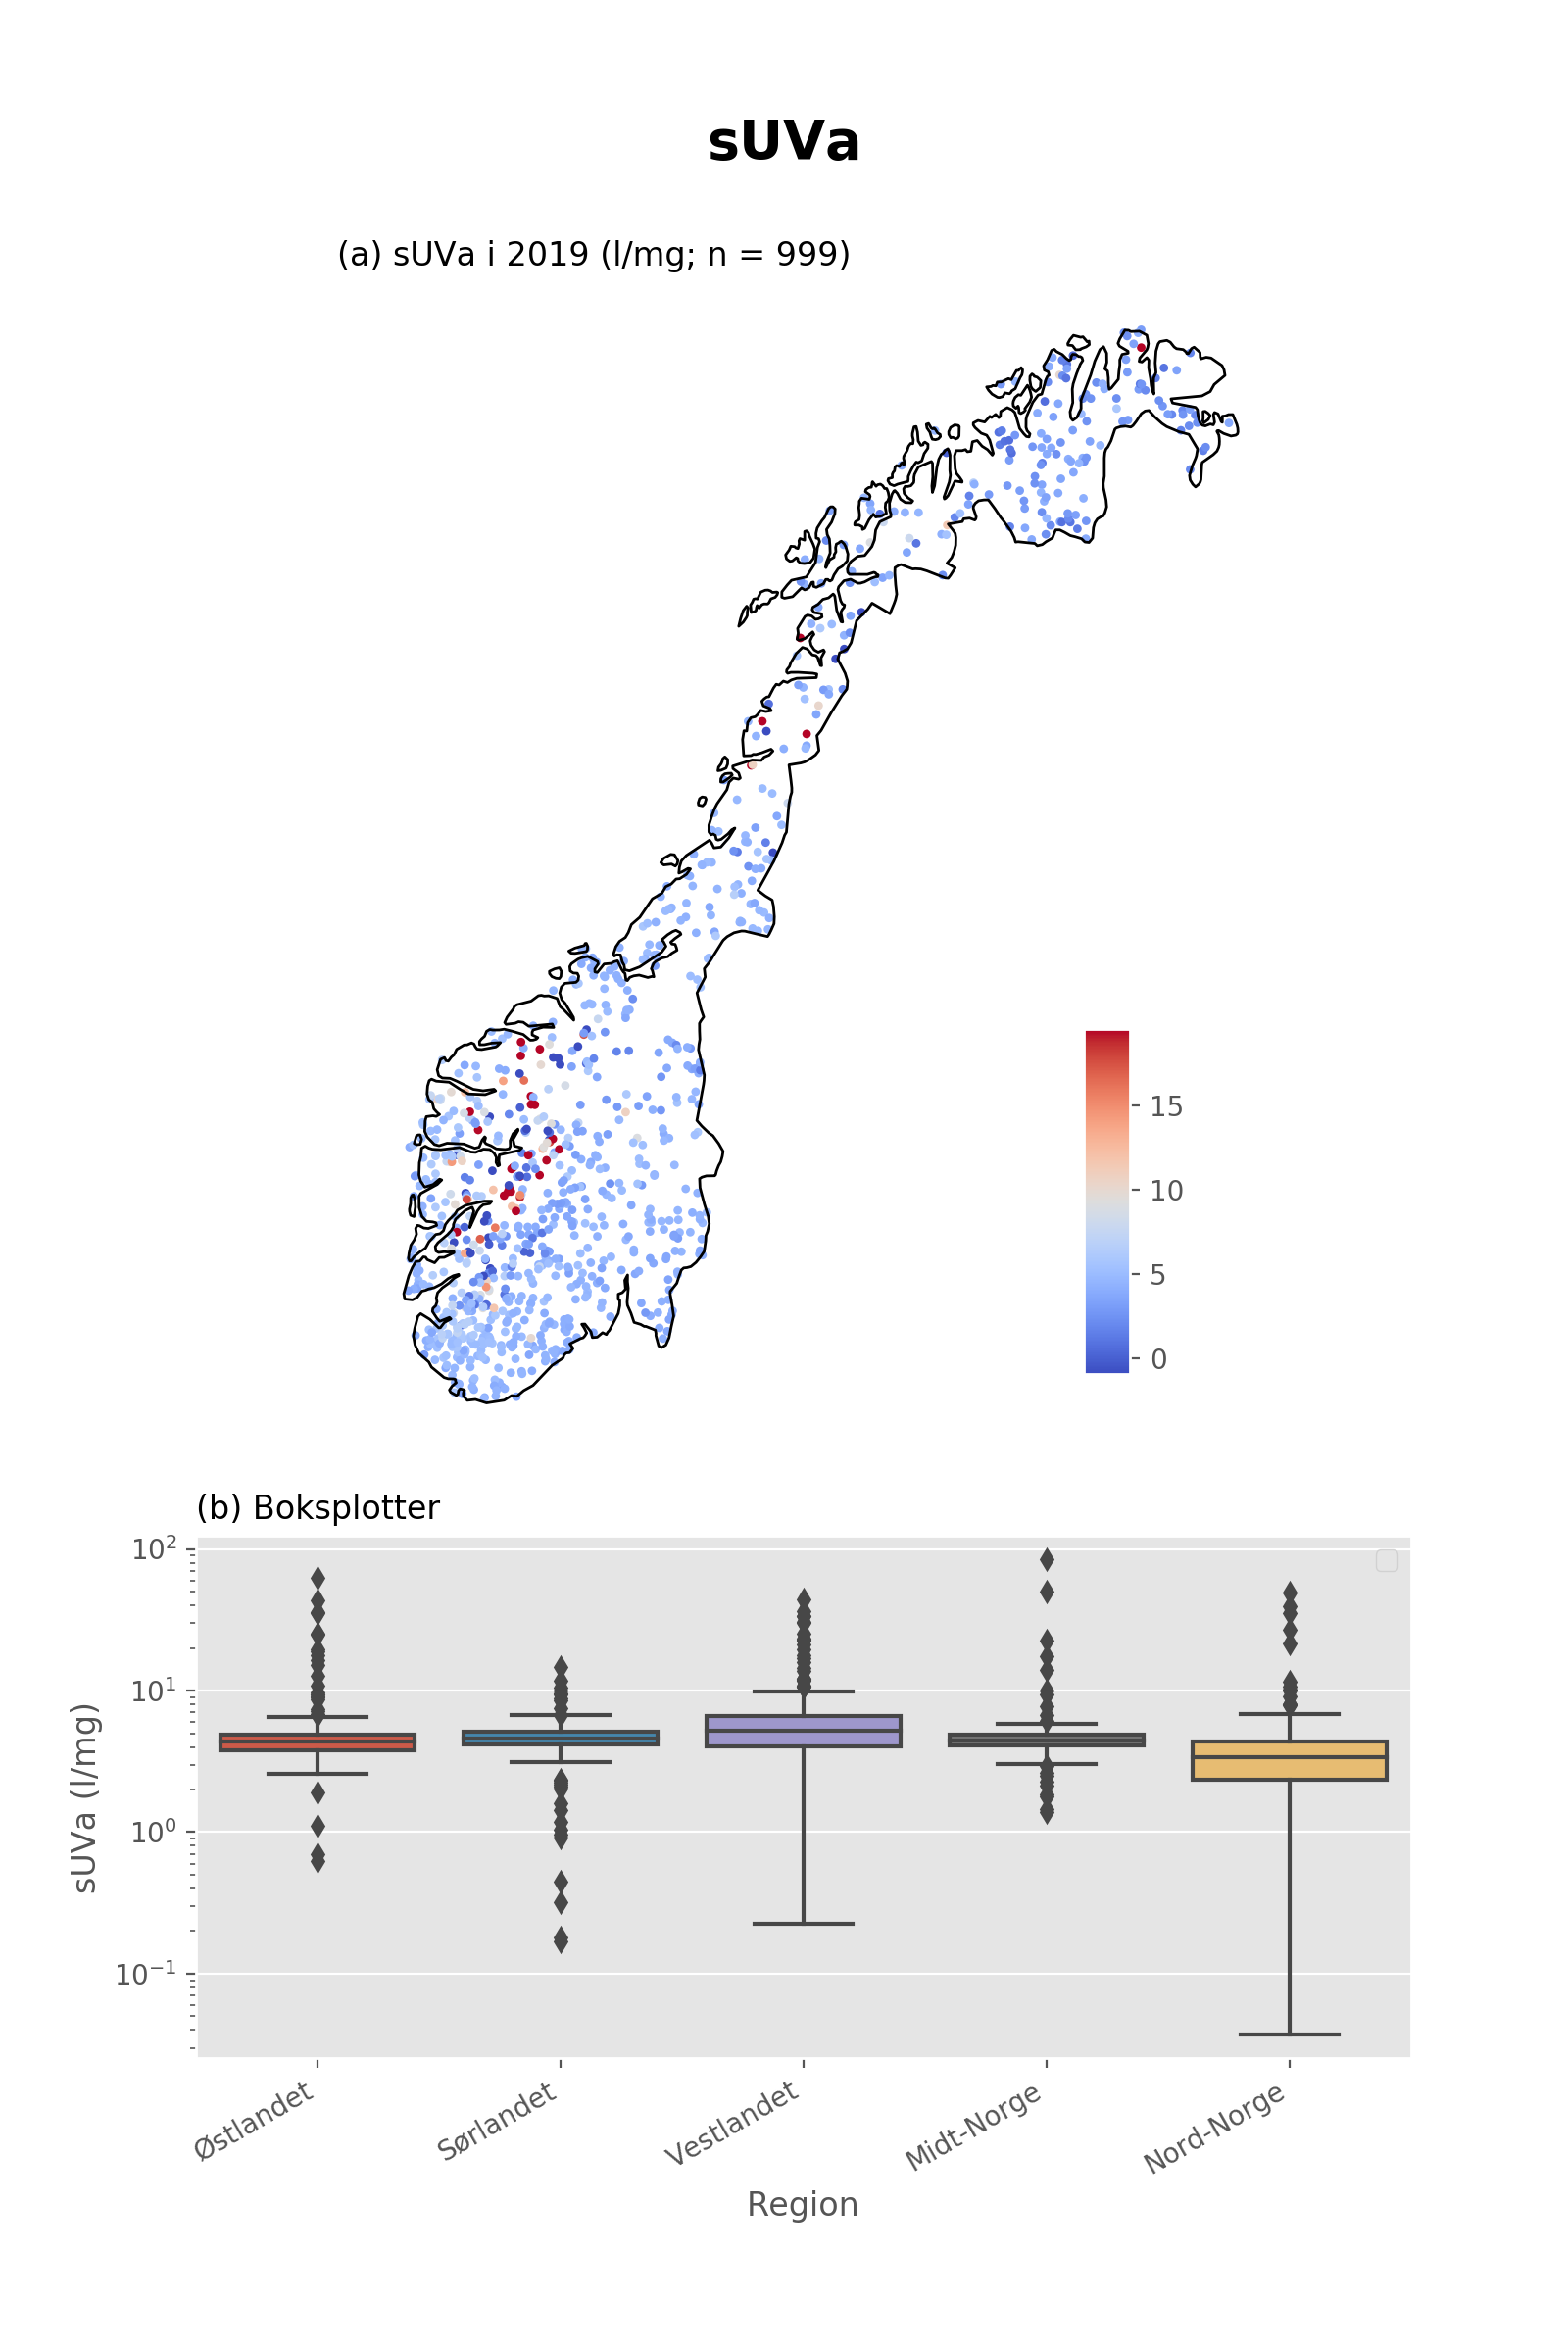 sUVa
(a) sUVa i 2019 (l/mg; n = 999)
15
10
5
0
(b) Boksplotter
10²
10¹
10⁰
10⁻¹
sUVa (l/mg)
Østlandet
Sørlandet
Vestlandet
Midt-Norge
Nord-Norge
Region